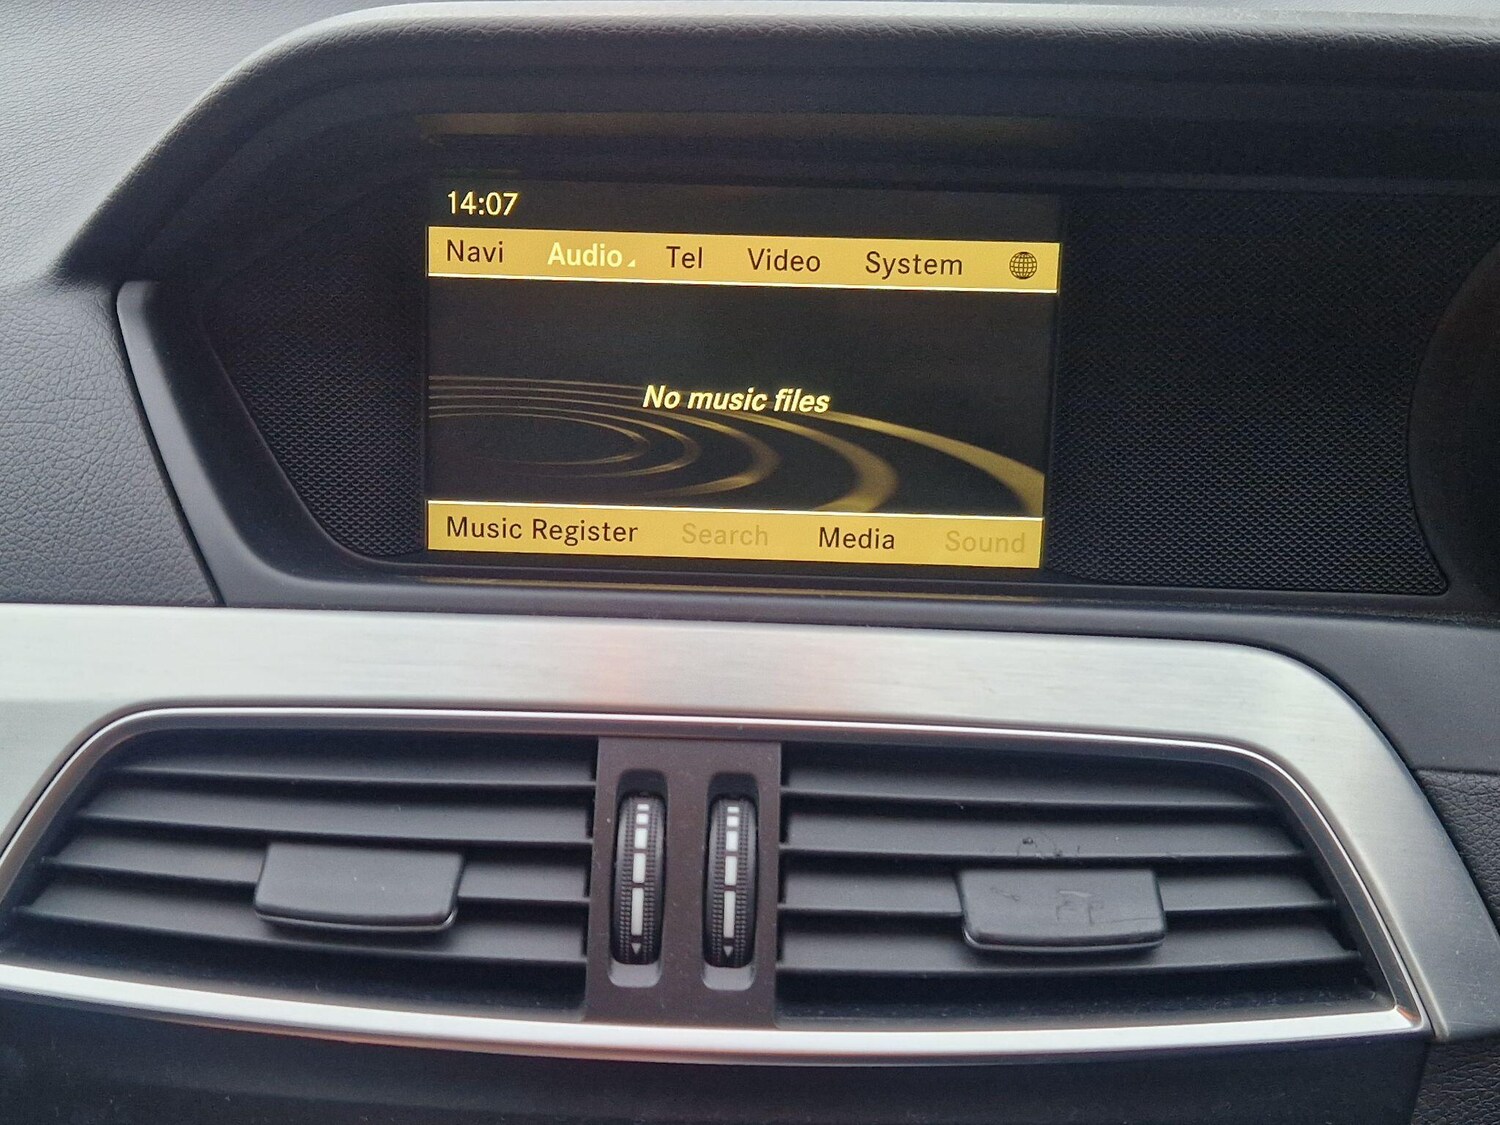 14:07
Navi Audio Tel Video System
No music files
Music Register Search Media Sound